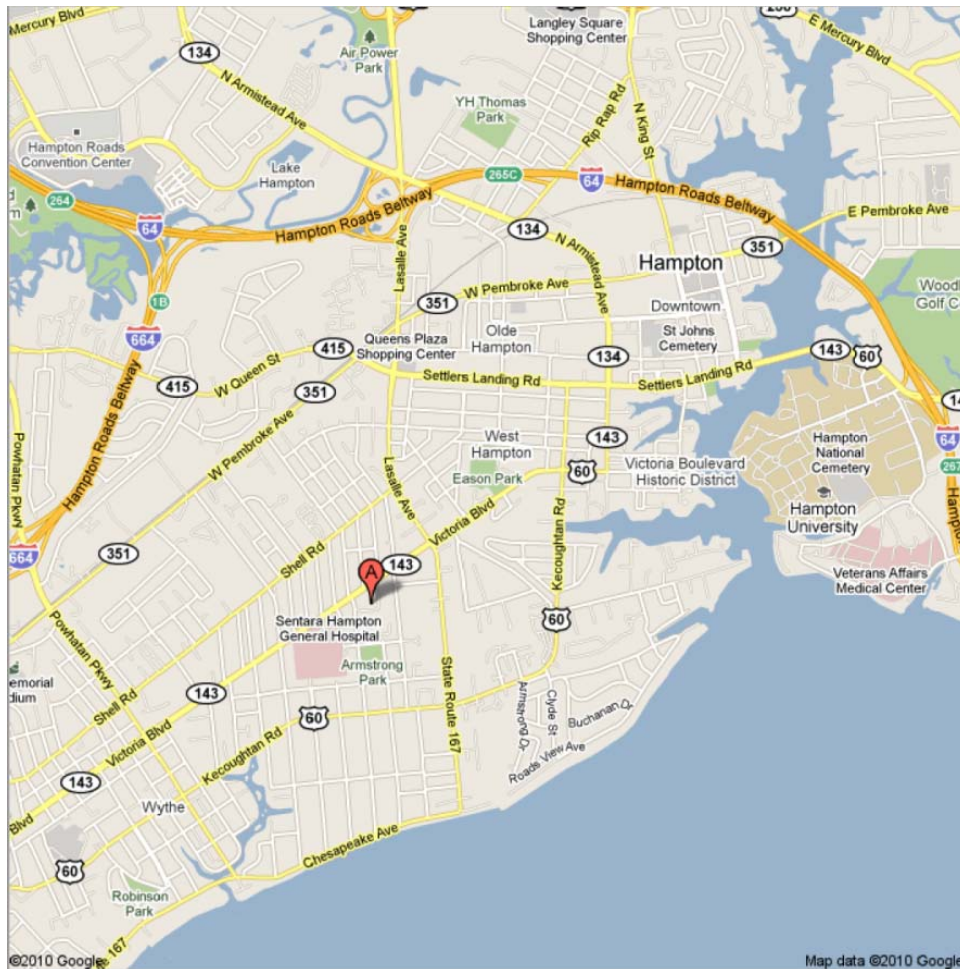 Mercury Blvd
134
Air Power
Park
Langley Square
Shopping Center
E Mercury Blvd
N Armistead Ave
YH Thomas
Park
Rip Rap Rd
N King St
Hampton Roads
Convention Center
Lake
Hampton
265C
64
Hampton Roads Beltway
264
64
Hampton Roads Beltway
Lasalle Ave
134
N Armistead Ave
E Pembroke Ave
351
Hampton
1B
W Pembroke Ave
351
Downtown
664
Queens Plaza
Shopping Center
Olde
Hampton
St Johns
Cemetery
415
134
143
60
415
W Queen St
351
Settlers Landing Rd
Settlers Landing Rd
Hampton Roads Beltway
W Pembroke Ave
Powhatan Pkwy
West
Hampton
143
Hampton
National
Cemetery
64
267
Lasalle Ave
Eason Park
60
Victoria Boulevard
Historic District
Hampton
University
664
351
Shell Rd
Victoria Blvd
Kecoughtan Rd
143
A
Veterans Affairs
Medical Center
Sentara Hampton
General Hospital
60
Powhatan Pkwy
Armstrong
Park
State Route 167
143
Shell Rd
60
Armstrong Dr
Clyde St
Buchanan Dr
Victoria Blvd
Kecoughtan Rd
Roads View Ave
143
Wythe
Blvd
60
Chesapeake Ave
Robinson
Park
167
©2010 Google
Map data ©2010 Google